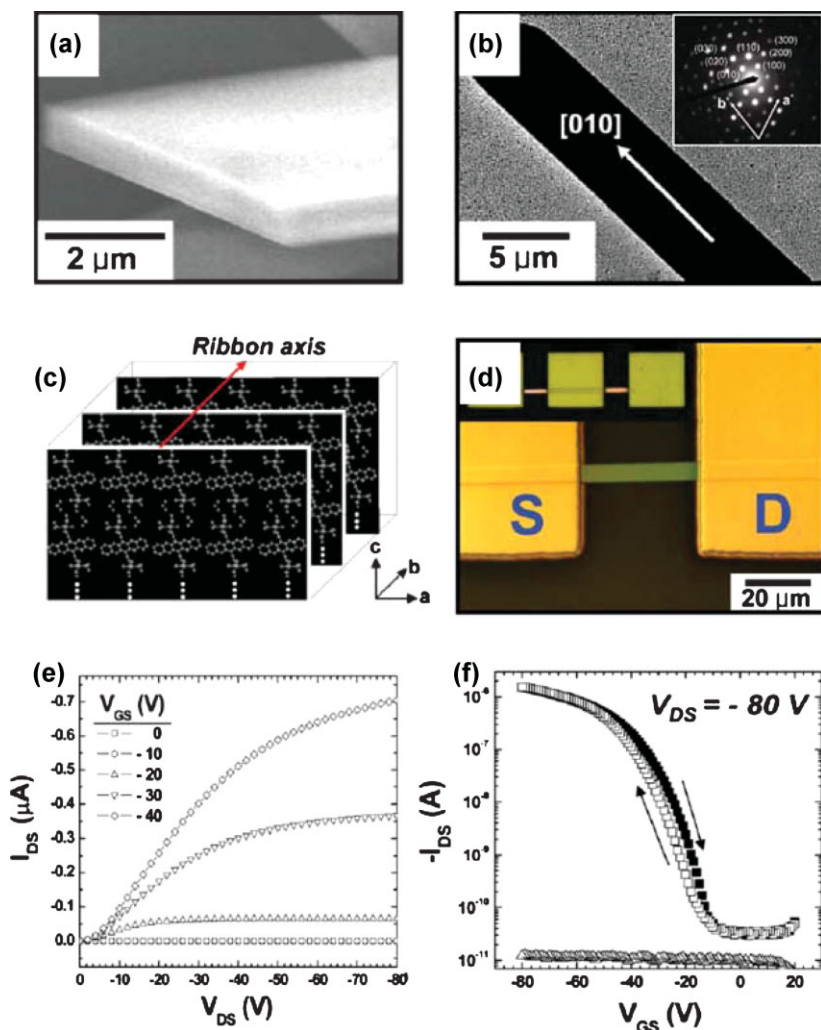 (a)
2 μm
(b)
[010]
5 μm
(030)
(020)
(010)
(110)
(100)
(300)
(200)
b*
a*
(c)
Ribbon axis
c
b
a
(d)
S
D
20 μm
(e)
-0.7
-0.6
-0.5
-0.4
-0.3
-0.2
-0.1
0.0
I_DS (μA)
V_GS (V)
0
- 10
- 20
- 30
- 40
0 -10 -20 -30 -40 -50 -60 -70 -80
V_DS (V)
(f)
V_DS = - 80 V
10⁻⁶
10⁻⁷
10⁻⁸
10⁻⁹
10⁻¹⁰
10⁻¹¹
-I_DS (A)
-80 -60 -40 -20 0 20
V_GS (V)